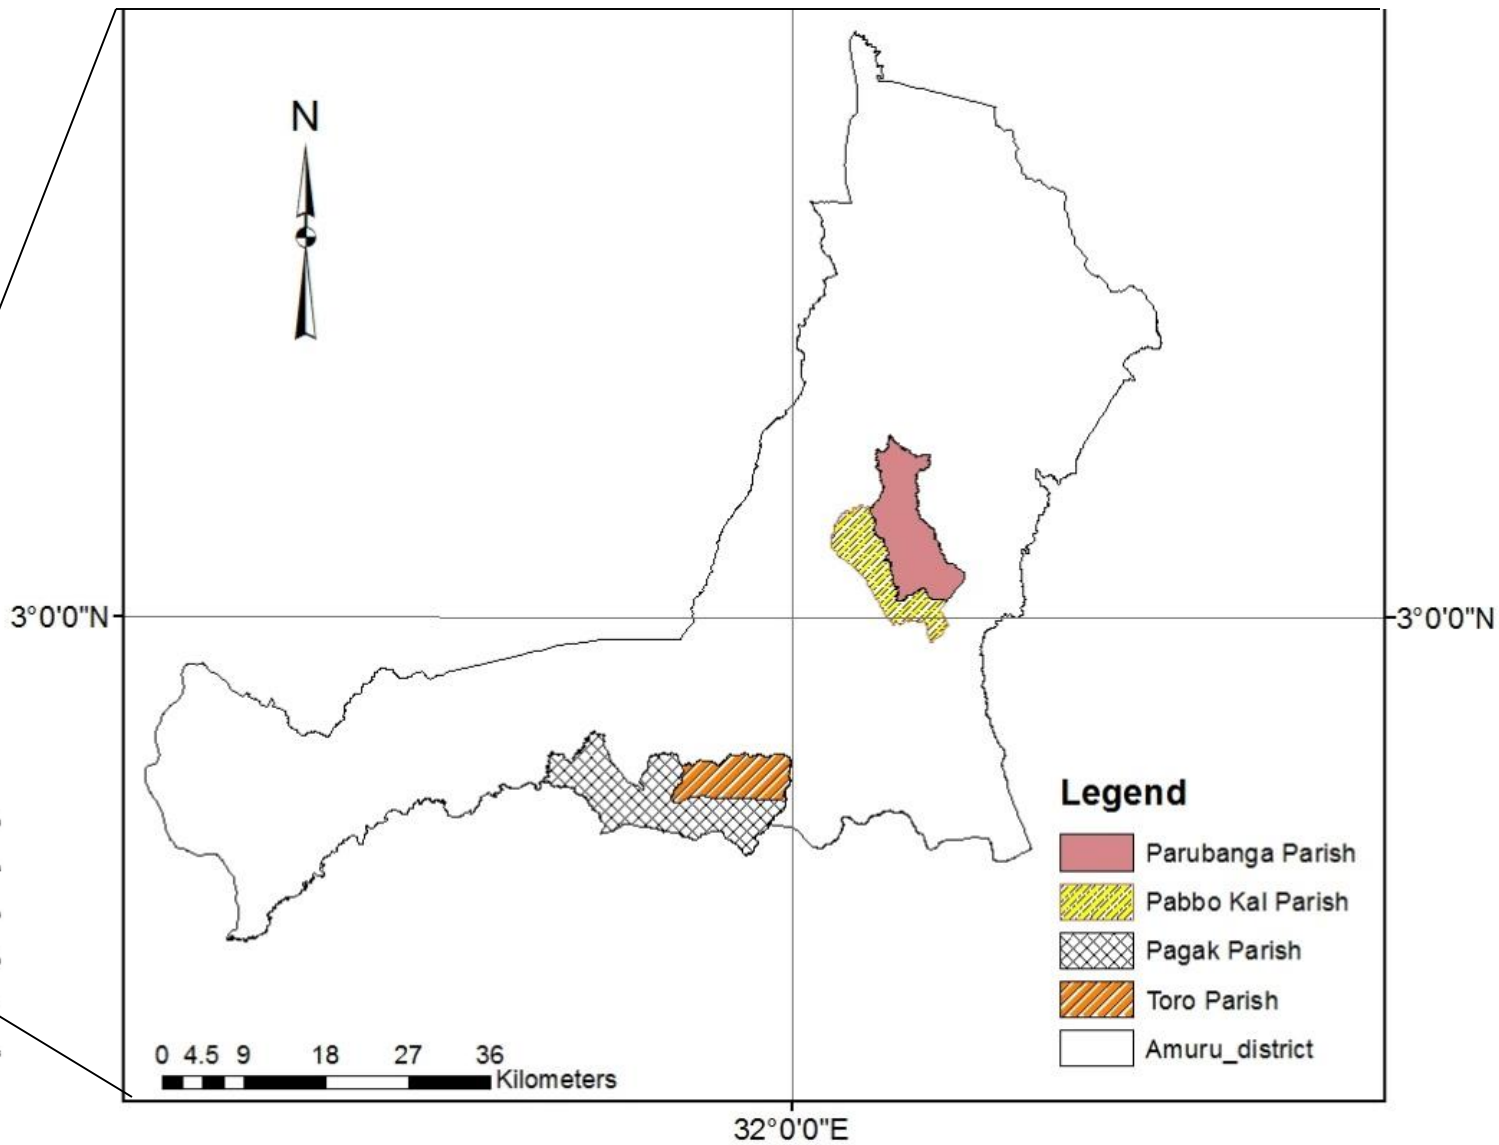 N
3°0'0"N
3°0'0"N
Legend
Parubanga Parish
Pabbo Kal Parish
Pagak Parish
Toro Parish
Amuru_district
0 4.5 9 18 27 36
Kilometers
32°0'0"E